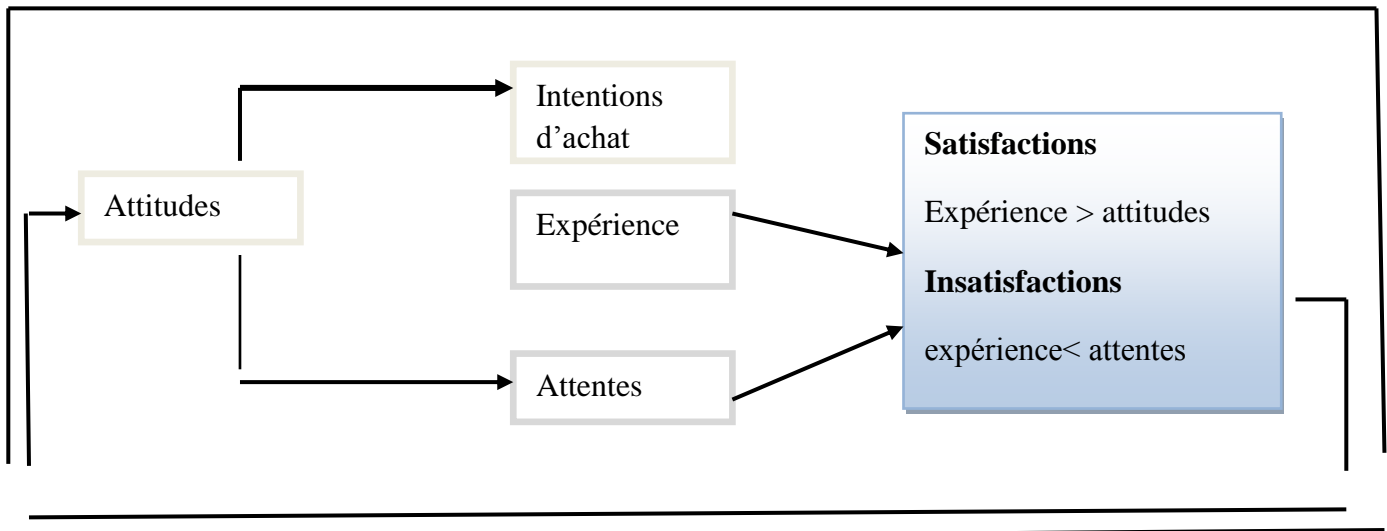 Attitudes
Intentions
d’achat
Expérience
Attentes
Satisfactions
Expérience > attitudes
Insatisfactions
expérience< attentes